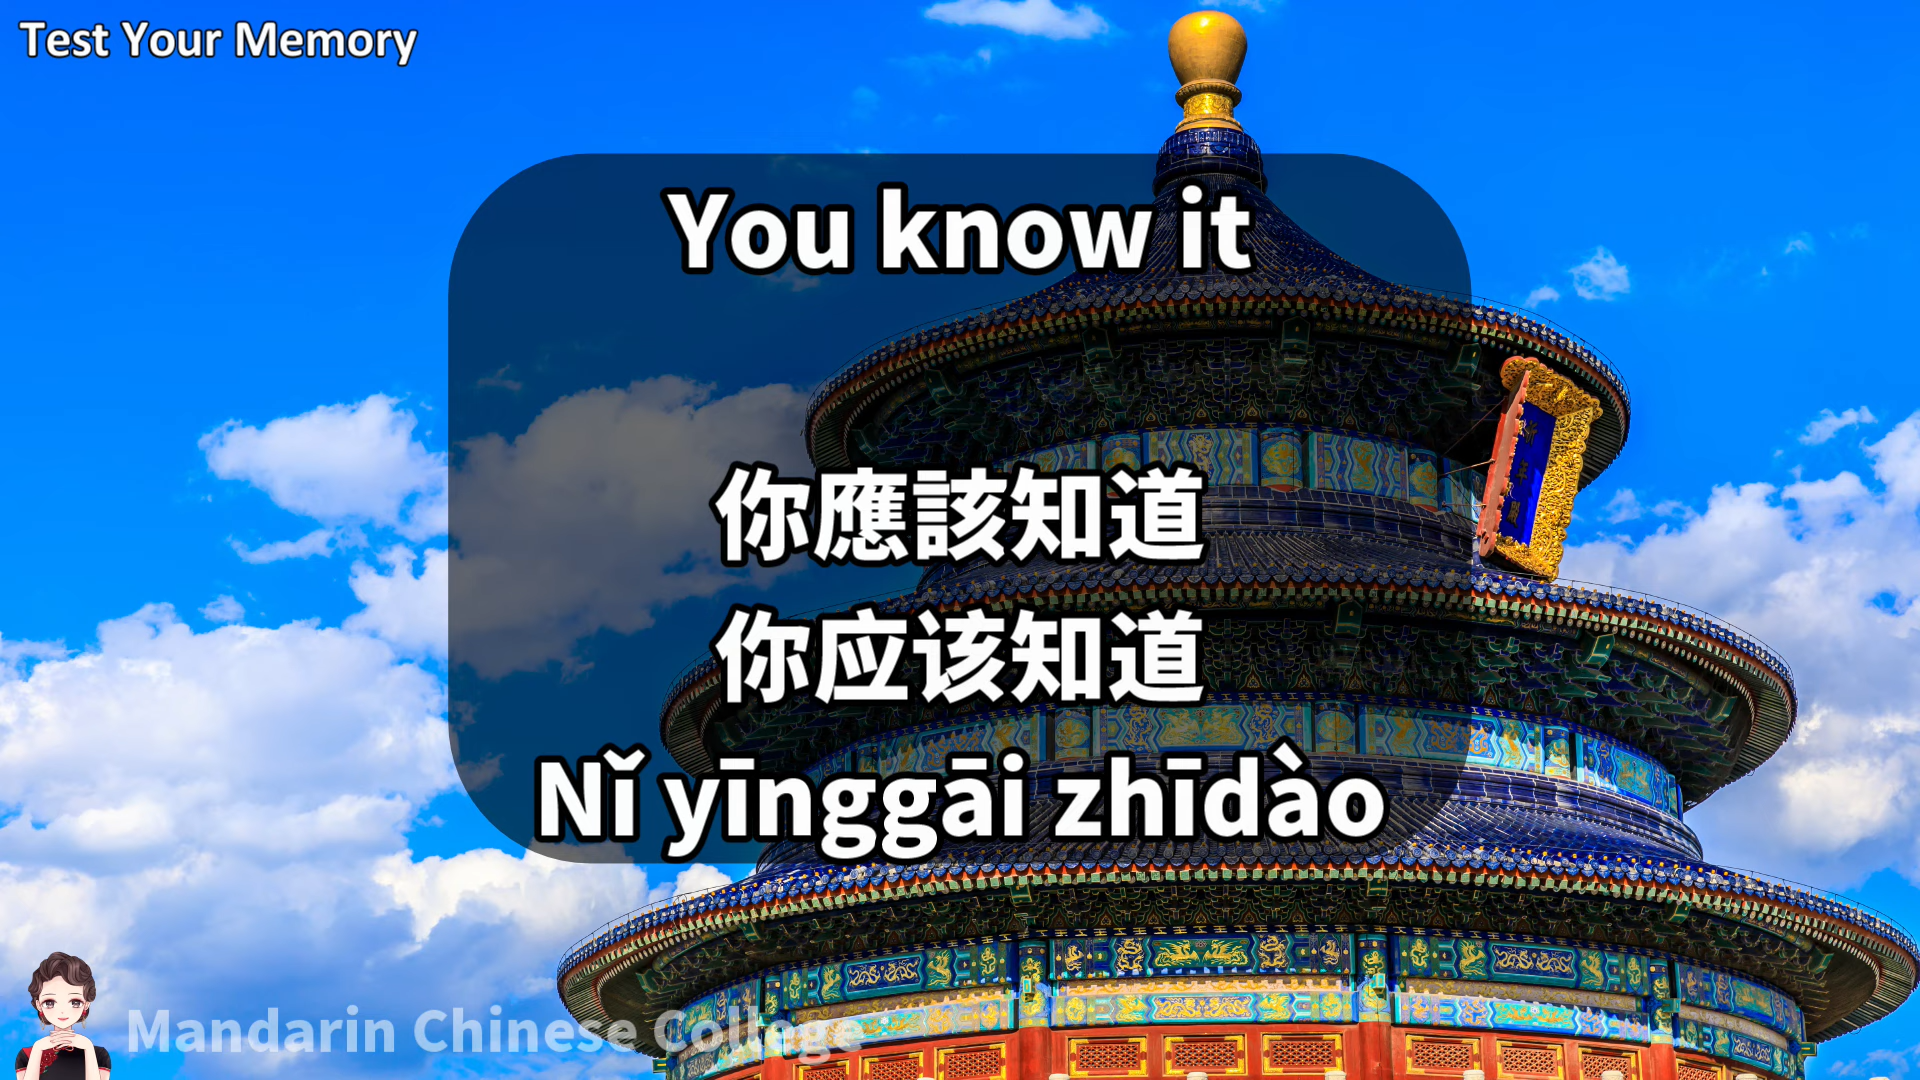 Test Your Memory
You know it
你應該知道
你应该知道
Nǐ yīnggāi zhīdào
Mandarin Chinese College